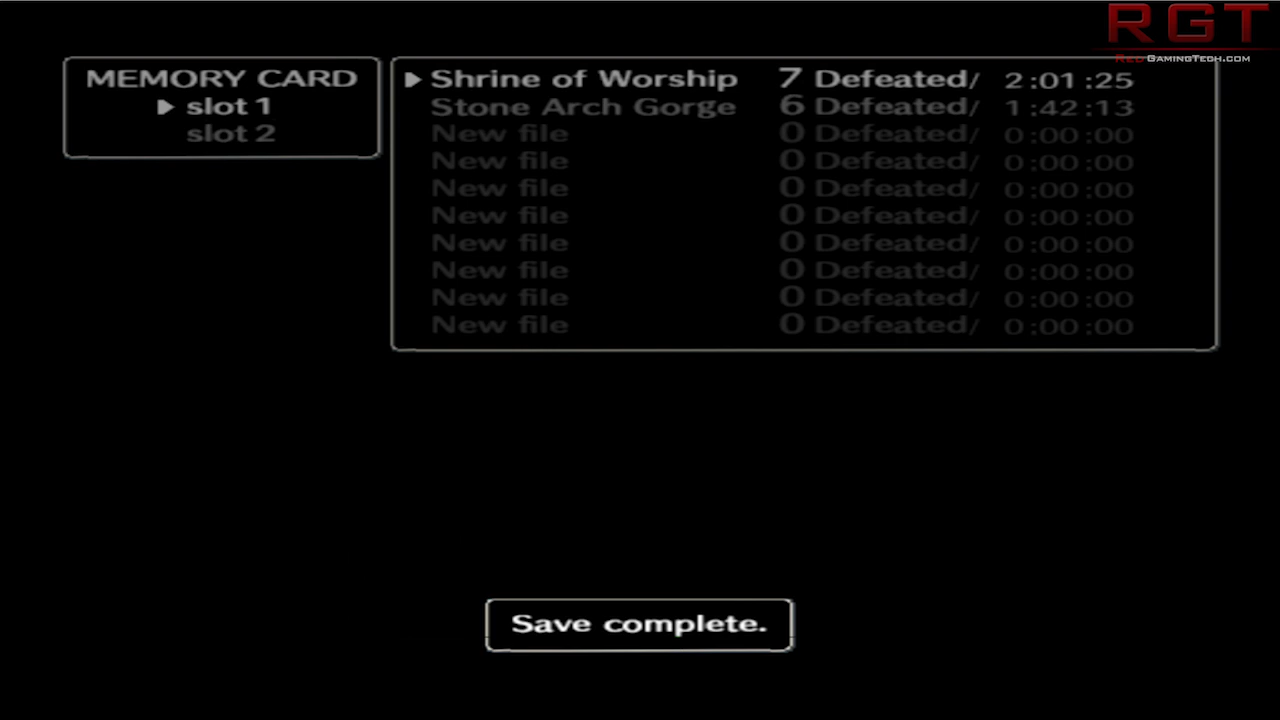 RGT
RedGamingTech.com
MEMORY CARD
slot 1
slot 2
Shrine of Worship 7 Defeated/ 2:01:25
Stone Arch Gorge 6 Defeated/ 1:42:13
New file 0 Defeated/ 0:00:00
New file 0 Defeated/ 0:00:00
New file 0 Defeated/ 0:00:00
New file 0 Defeated/ 0:00:00
New file 0 Defeated/ 0:00:00
New file 0 Defeated/ 0:00:00
New file 0 Defeated/ 0:00:00
New file 0 Defeated/ 0:00:00
Save complete.